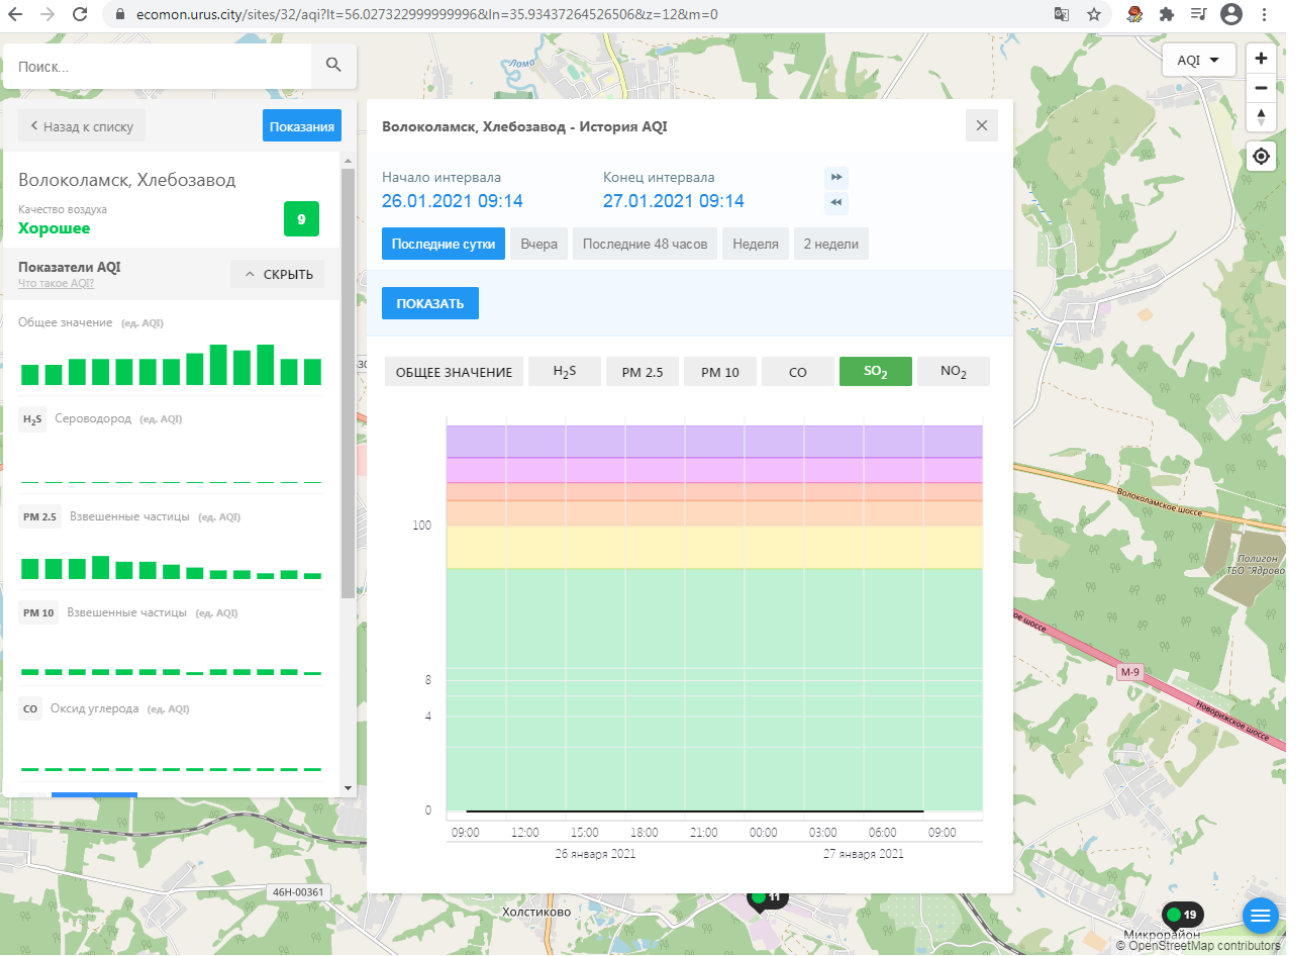 ecomon.urus.city/sites/32/aqi?lt=56.027322999999996&ln=35.93437264526506&z=12&m=0
Поиск...
Лама
AQI
Назад к списку
Показания
Волоколамск, Хлебозавод - История AQI
Волоколамск, Хлебозавод
Качество воздуха
Хорошее
9
Начало интервала
Конец интервала
26.01.2021 09:14
27.01.2021 09:14
Последние сутки
Вчера
Последние 48 часов
Неделя
2 недели
Показатели AQI
Что такое AQI?
СКРЫТЬ
ПОКАЗАТЬ
Общее значение (ед. AQI)
ОБЩЕЕ ЗНАЧЕНИЕ
H₂S
PM 2.5
PM 10
CO
SO₂
NO₂
H₂S Сероводород (ед. AQI)
PM 2.5 Взвешенные частицы (ед. AQI)
PM 10 Взвешенные частицы (ед. AQI)
CO Оксид углерода (ед. AQI)
100
8
4
0
09:00 12:00 15:00 18:00 21:00 00:00 03:00 06:00 09:00
26 января 2021
27 января 2021
Волоколамское шоссе
Полигон
ТБО "Ядрово
М-9
Новорижское шоссе
46Н-00361
Холстиково
11
19
Микрорайон
© OpenStreetMap contributors